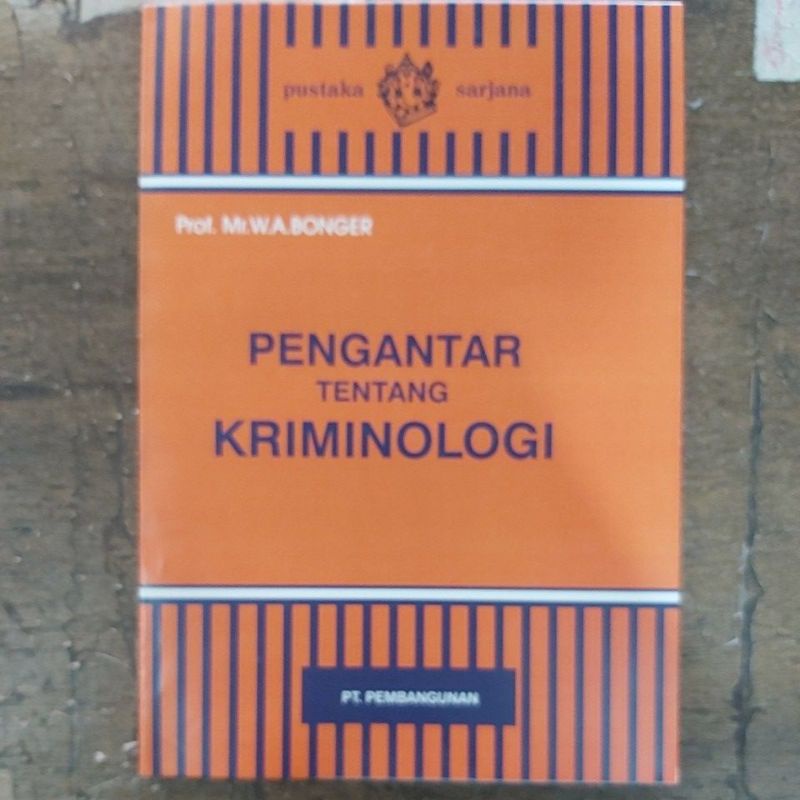 pustaka sarjana
Prof. Mr.W.A.BONGER
PENGANTAR
TENTANG
KRIMINOLOGI
PT. PEMBANGUNAN